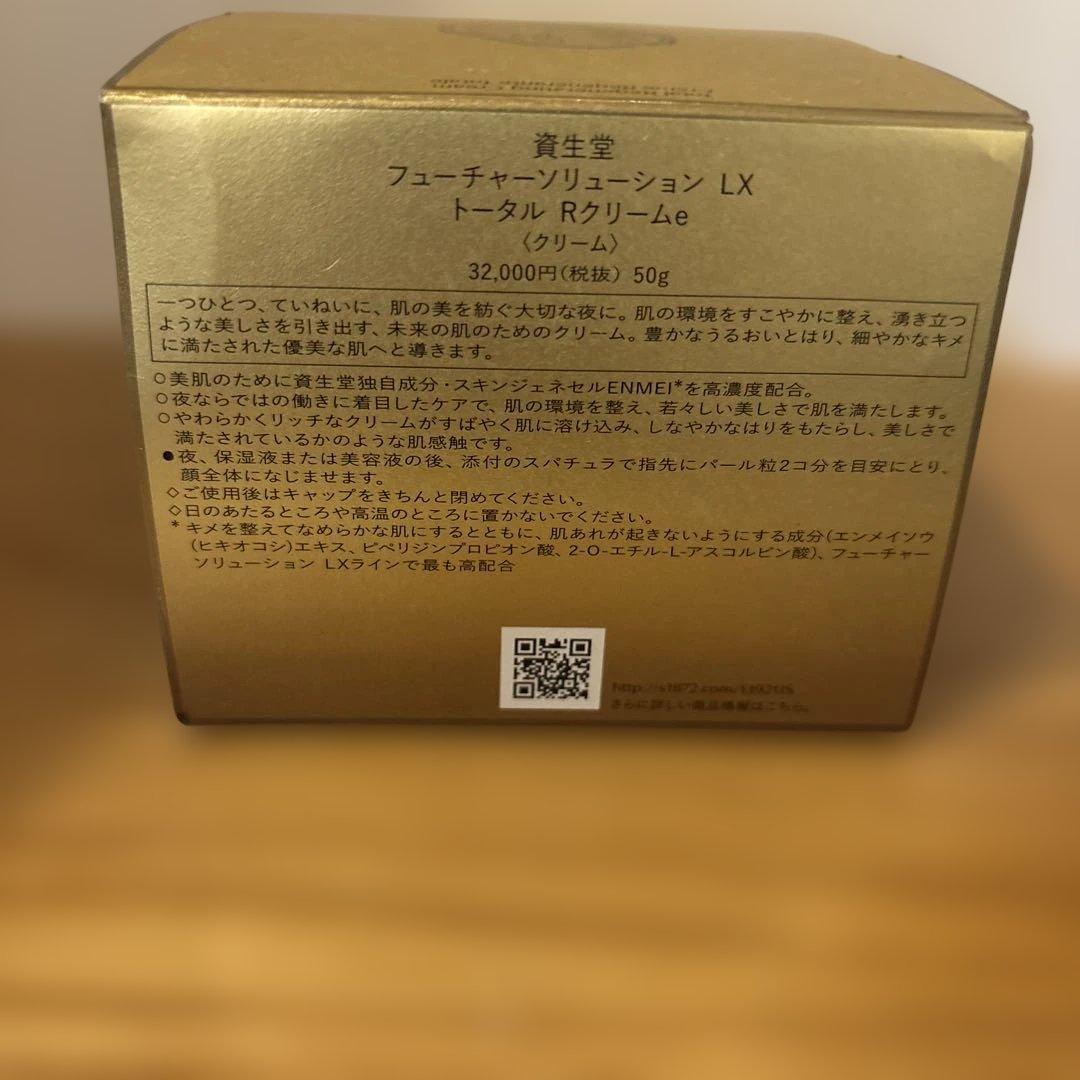 Total Regenerating Cream
Crème Régénérante Totale
資生堂
フューチャーソリューション LX
トータル Rクリームe
〈クリーム〉
32,000円(税抜) 50g
一つひとつ、ていねいに、肌の美を紡ぐ大切な夜に。肌の環境をすこやかに整え、湧き立つ
ような美しさを引き出す、未来の肌のためのクリーム。豊かなうるおいとはり、細やかなキメ
に満たされた優美な肌へと導きます。
○美肌のために資生堂独自成分・スキンジェネセルENMEI*を高濃度配合。
○夜ならではの働きに着目したケアで、肌の環境を整え、若々しい美しさで肌を満たします。
○やわらかくリッチなクリームがすばやく肌に溶け込み、しなやかなはりをもたらし、美しさで
満たされているかのような肌感触です。
●夜、保湿液または美容液の後、添付のスパチュラで指先にパール粒2コ分を目安にとり、
顔全体になじませます。
◇ご使用後はキャップをきちんと閉めてください。
◇日のあたるところや高温のところに置かないでください。
* キメを整えてなめらかな肌にするとともに、肌あれが起きないようにする成分(エンメイソウ
(ヒキオコシ)エキス、ピペリジンプロピオン酸、2-O-エチル-L-アスコルビン酸)、フューチャー
ソリューション LXラインで最も高配合
さらに詳しい商品情報はこちら。